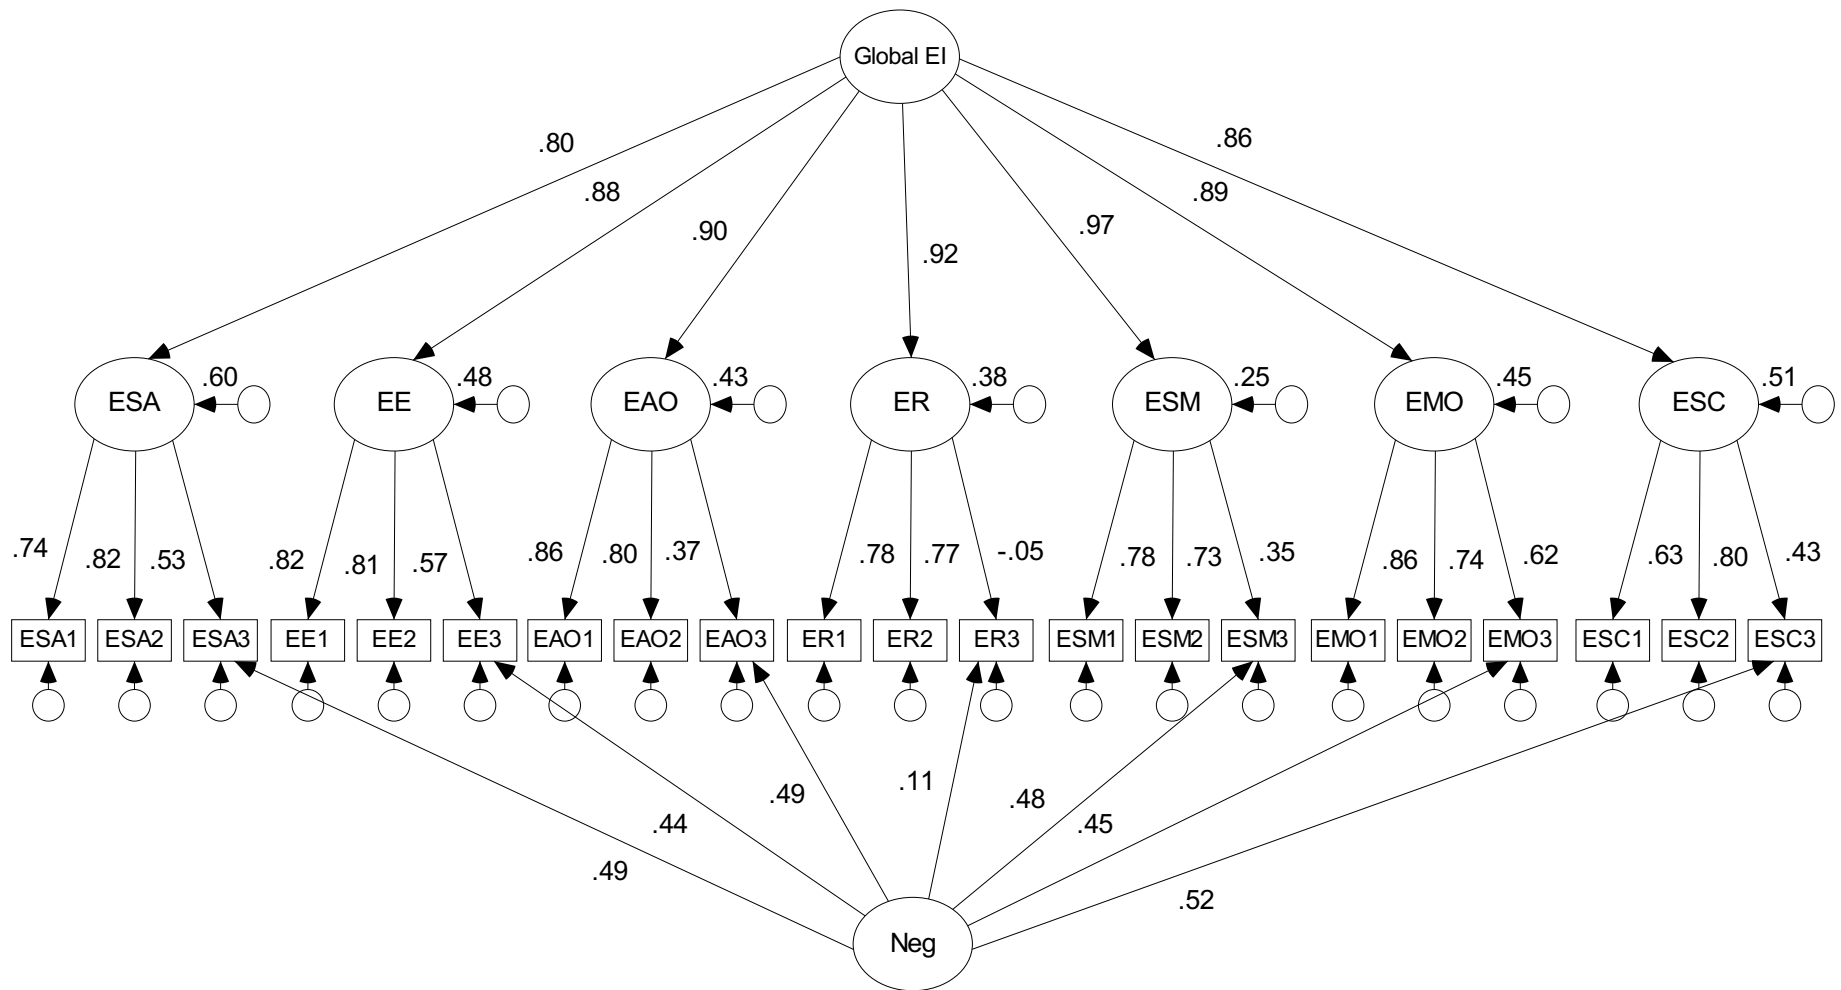 Global EI
.80
.88
.90
.92
.97
.89
.86
ESA
.60
EE
.48
EAO
.43
ER
.38
ESM
.25
EMO
.45
ESC
.51
.74
.82
.53
.82
.81
.57
.86
.80
.37
.78
.77
-.05
.78
.73
.35
.86
.74
.62
.63
.80
.43
ESA1
ESA2
ESA3
EE1
EE2
EE3
EAO1
EAO2
EAO3
ER1
ER2
ER3
ESM1
ESM2
ESM3
EMO1
EMO2
EMO3
ESC1
ESC2
ESC3
.49
.44
.49
.11
.48
.45
.52
Neg